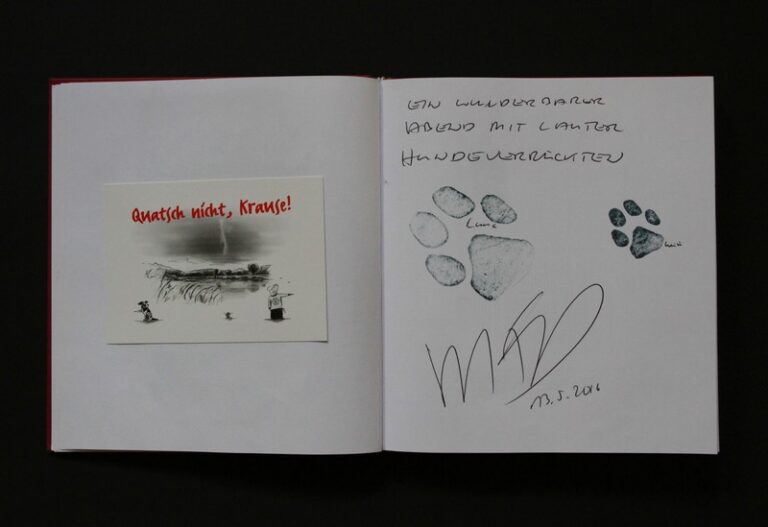 Quatsch nicht, Krause!
EIN WUNDERBARER
ABEND MIT LAUTER
HUNDEVERRÜCKTEN
13.5.2016